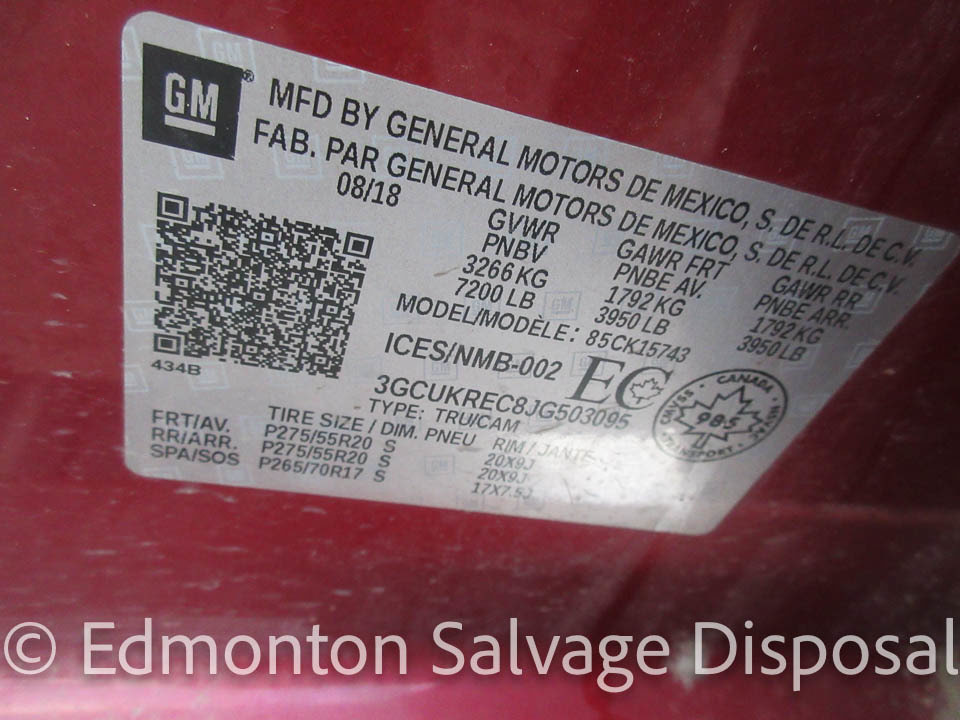 GM
MFD BY GENERAL MOTORS DE MEXICO, S. DE R.L. DE C.V.
FAB. PAR GENERAL MOTORS DE MEXICO, S. DE R.L. DE C.V.
08/18
GVWR GAWR FRT GAWR RR
PNBV PNBE AV. PNBE ARR.
3266 KG 1792 KG 1792 KG
7200 LB 3950 LB 3950 LB
MODEL/MODÈLE: 85CK15743
ICES/NMB-002 EC
434B
3GCUKREC8JG503095
TYPE: TRU/CAM
CANADA
98-5
TRANSPORT
TIRE SIZE / DIM. PNEU RIM / JANTE
FRT/AV. P275/55R20 S 20X9J
RR/ARR. P275/55R20 S 20X9J
SPA/SOS P265/70R17 S 17X7.5J
© Edmonton Salvage Disposal